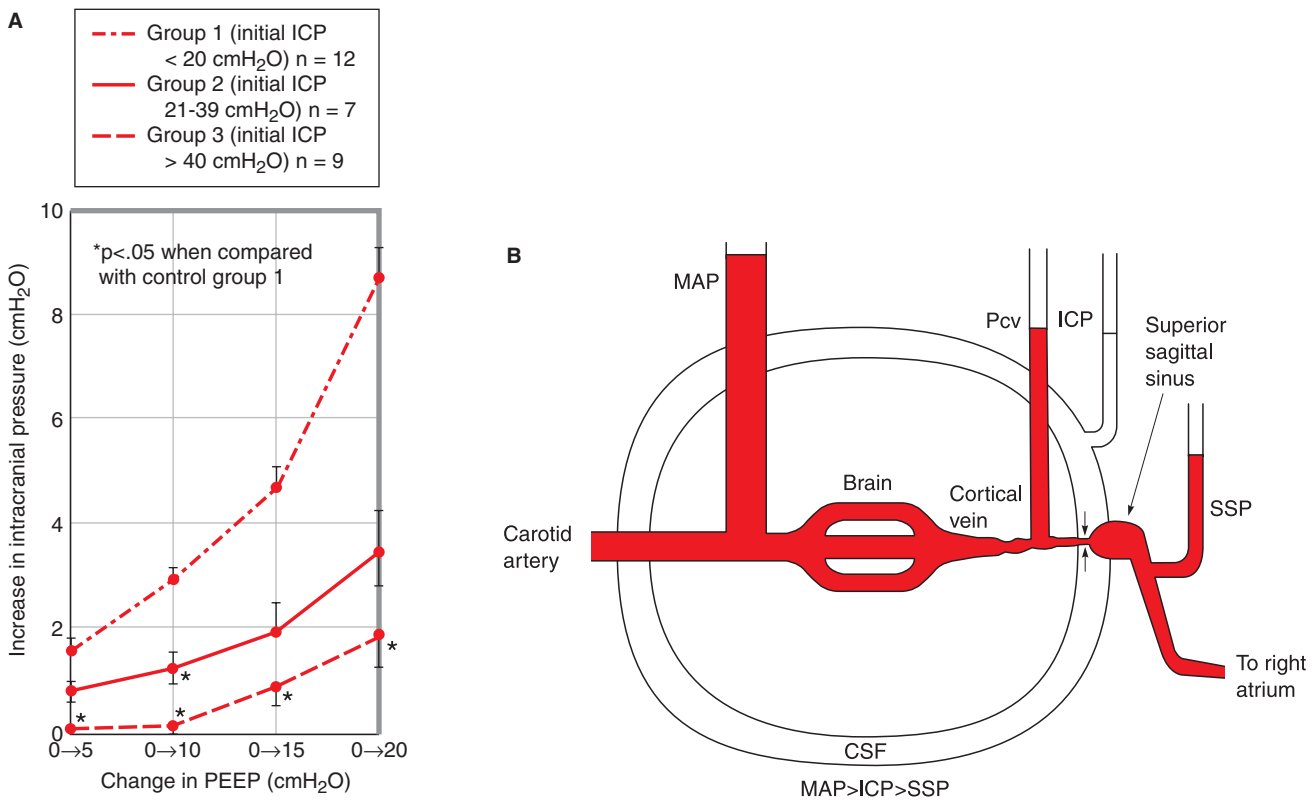 A
Group 1 (initial ICP
< 20 cmH₂O) n = 12
Group 2 (initial ICP
21-39 cmH₂O) n = 7
Group 3 (initial ICP
> 40 cmH₂O) n = 9
10
8
6
4
2
0
Increase in intracranial pressure (cmH₂O)
*p<.05 when compared
with control group 1
*
*
*
*
*
0→5
0→10
0→15
0→20
Change in PEEP (cmH₂O)
B
MAP
Pcv
ICP
Superior
sagittal
sinus
SSP
Brain
Cortical
vein
Carotid
artery
To right
atrium
CSF
MAP>ICP>SSP